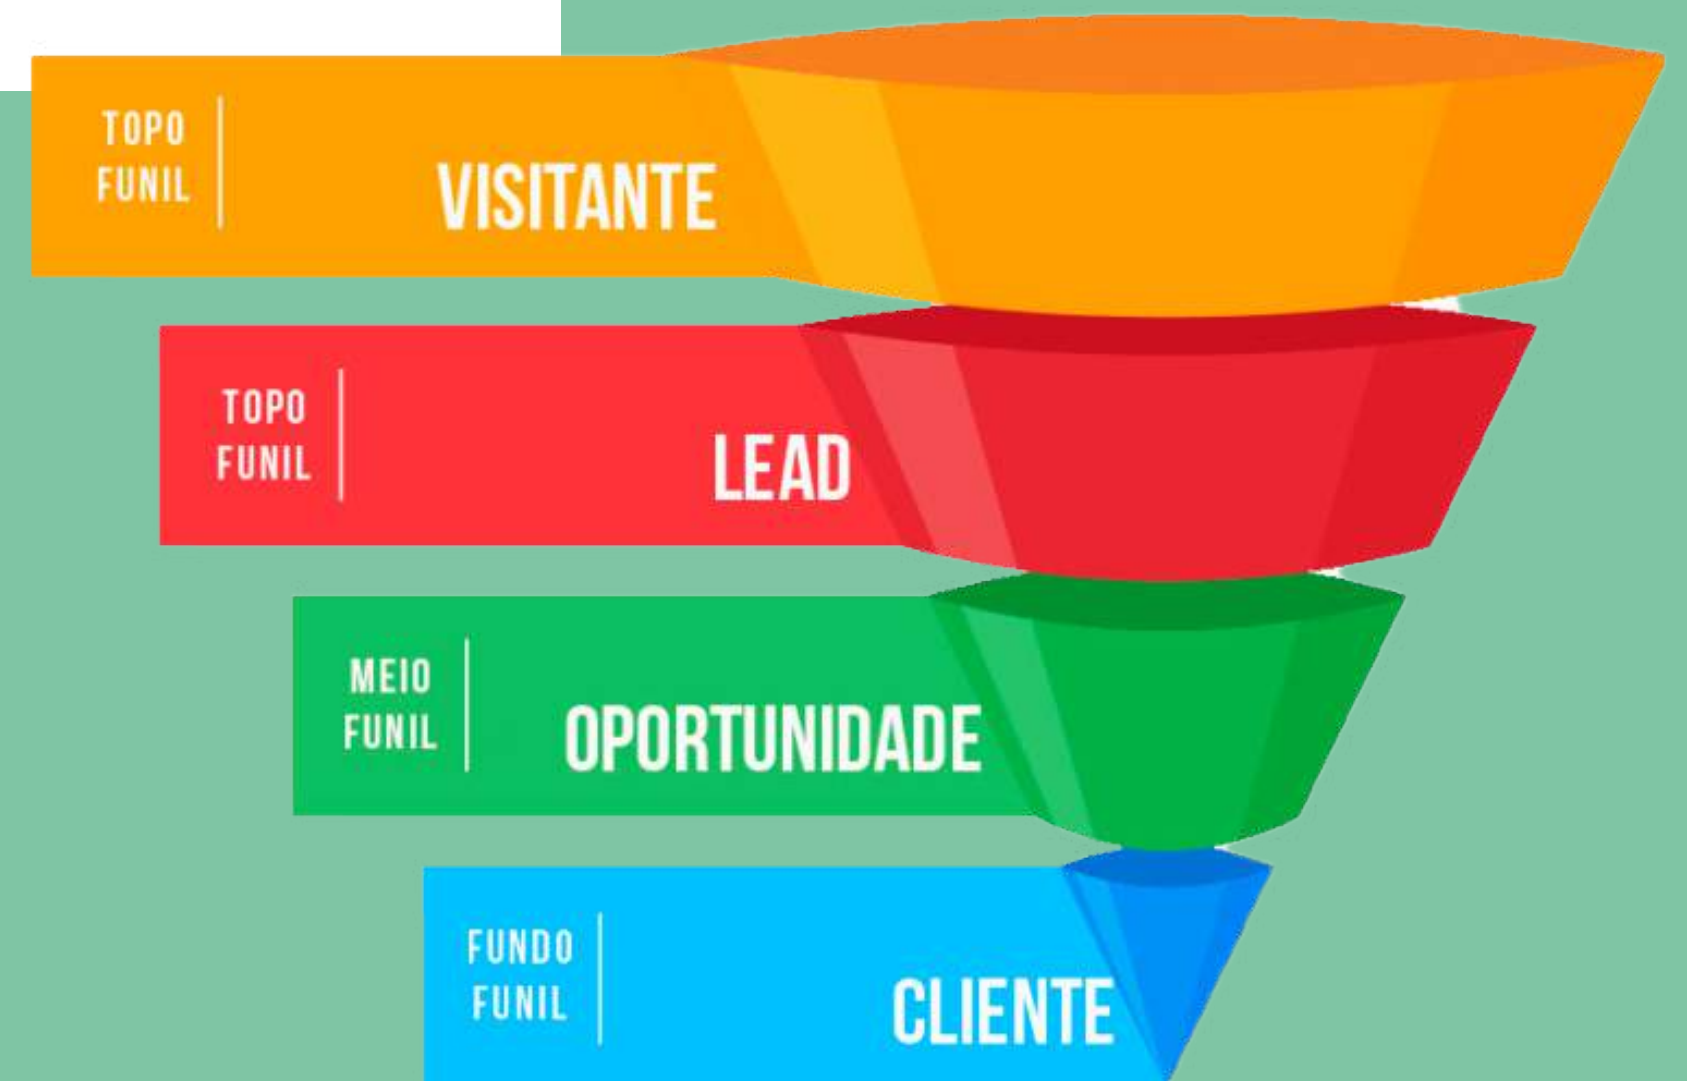 TOPO
FUNIL
VISITANTE
TOPO
FUNIL
LEAD
MEIO
FUNIL
OPORTUNIDADE
FUNDO
FUNIL
CLIENTE